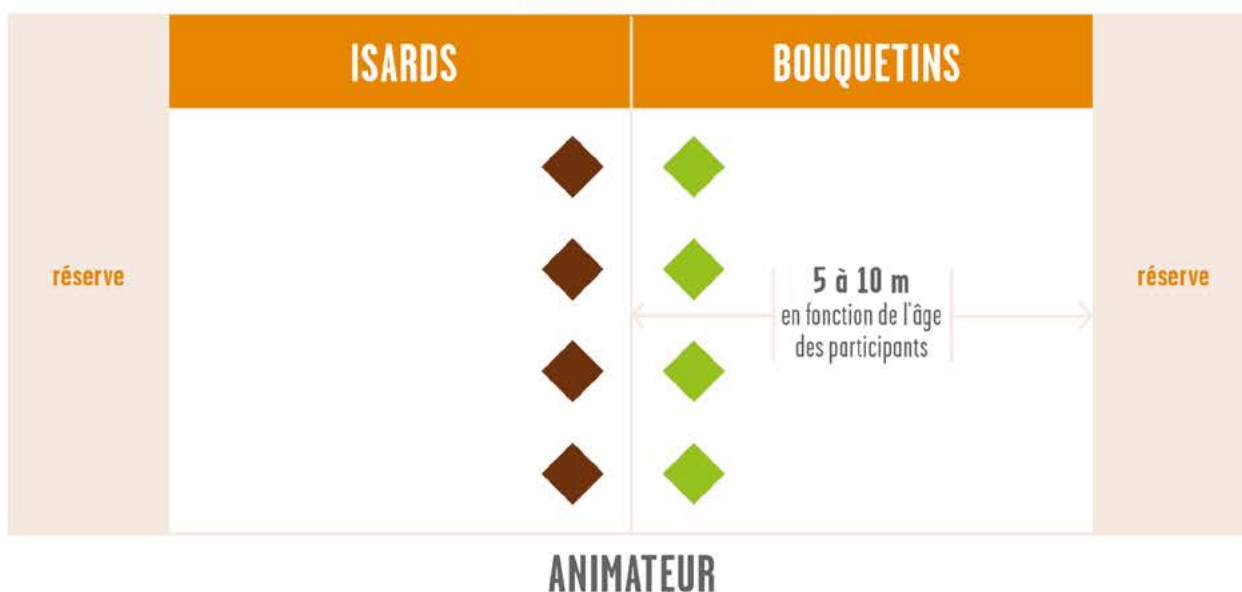 ISARDS
BOUQUETINS
réserve
5 à 10 m
en fonction de l'âge
des participants
réserve
ANIMATEUR